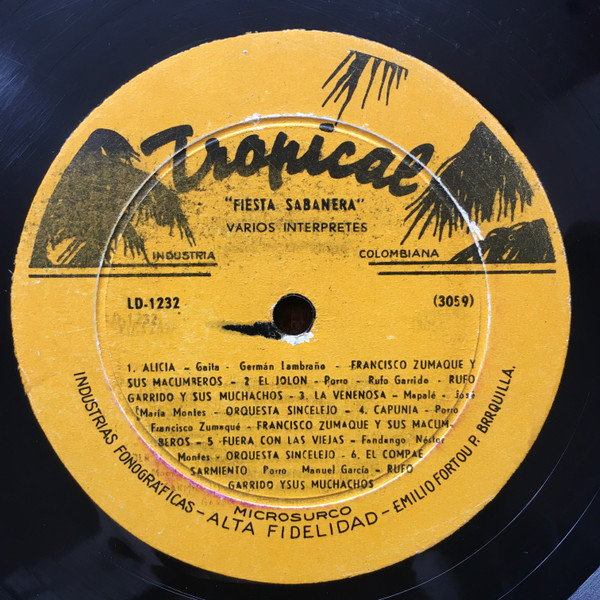 Tropical
"FIESTA SABANERA"
VARIOS INTERPRETES
INDUSTRIA COLOMBIANA
LD-1232 (3059)
1. ALICIA - Gaita - Germán Lambraño - FRANCISCO ZUMAQUE Y
SUS MACUMBEROS - 2 EL JOLON - Porro - Rufo Garrido - RUFO
GARRIDO Y SUS MUCHACHOS - 3. LA VENENOSA - Mapalé - José
María Montes - ORQUESTA SINCELEJO - 4. CAPUNIA - Porro
Francisco Zumaqué - FRANCISCO ZUMAQUE Y SUS MACUM-
BEROS - 5 FUERA CON LAS VIEJAS - Fandango Néstor
Montes - ORQUESTA SINCELEJO - 6. EL COMPAE
SARMIENTO Porro Manuel García - RUFO
GARRIDO YSUS MUCHACHOS
MICROSURCO
INDUSTRIAS FONOGRAFICAS - ALTA FIDELIDAD - EMILIO FORTOU P. BRRQUILLA.